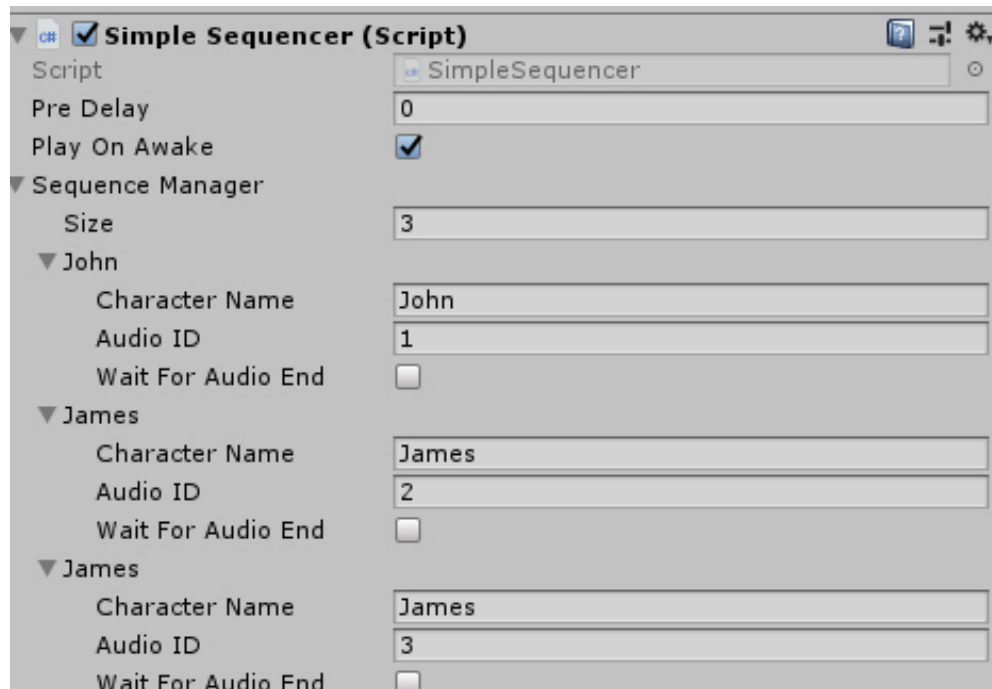 Simple Sequencer (Script)
Script SimpleSequencer
Pre Delay 0
Play On Awake
Sequence Manager
Size 3
John
Character Name John
Audio ID 1
Wait For Audio End
James
Character Name James
Audio ID 2
Wait For Audio End
James
Character Name James
Audio ID 3
Wait For Audio End